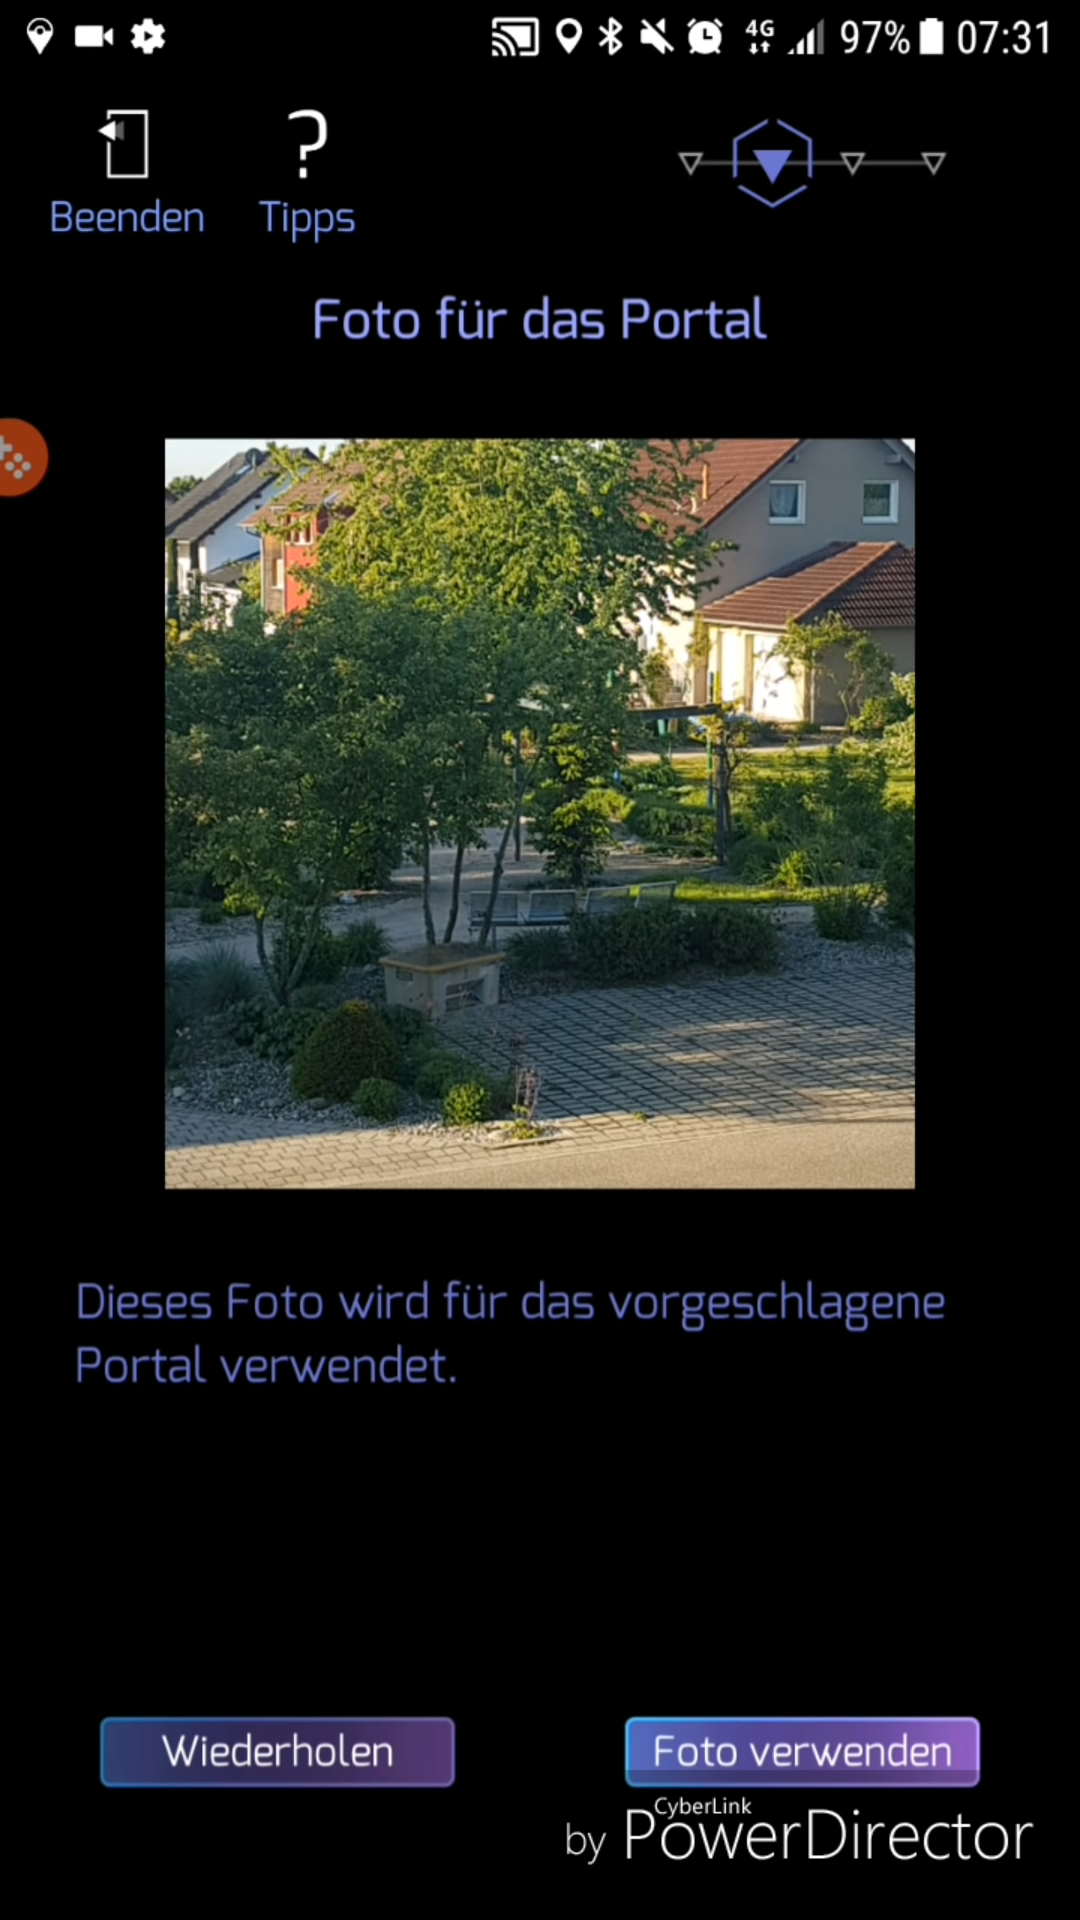 97% 07:31
4G
Beenden Tipps
Foto für das Portal
Dieses Foto wird für das vorgeschlagene
Portal verwendet.
Wiederholen Foto verwenden
CyberLink
by PowerDirector